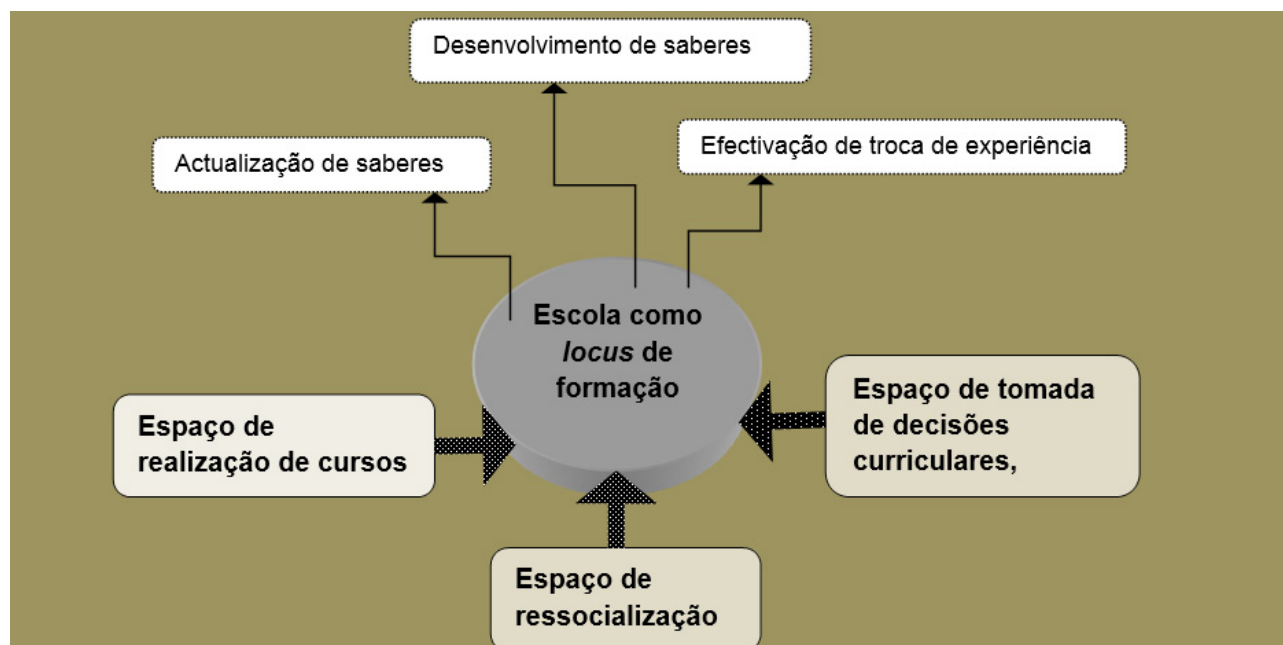 Desenvolvimento de saberes
Efectivação de troca de experiência
Actualização de saberes
Escola como
locus de
formação
Espaço de
realização de cursos
Espaço de tomada
de decisões
curriculares,
Espaço de
ressocialização